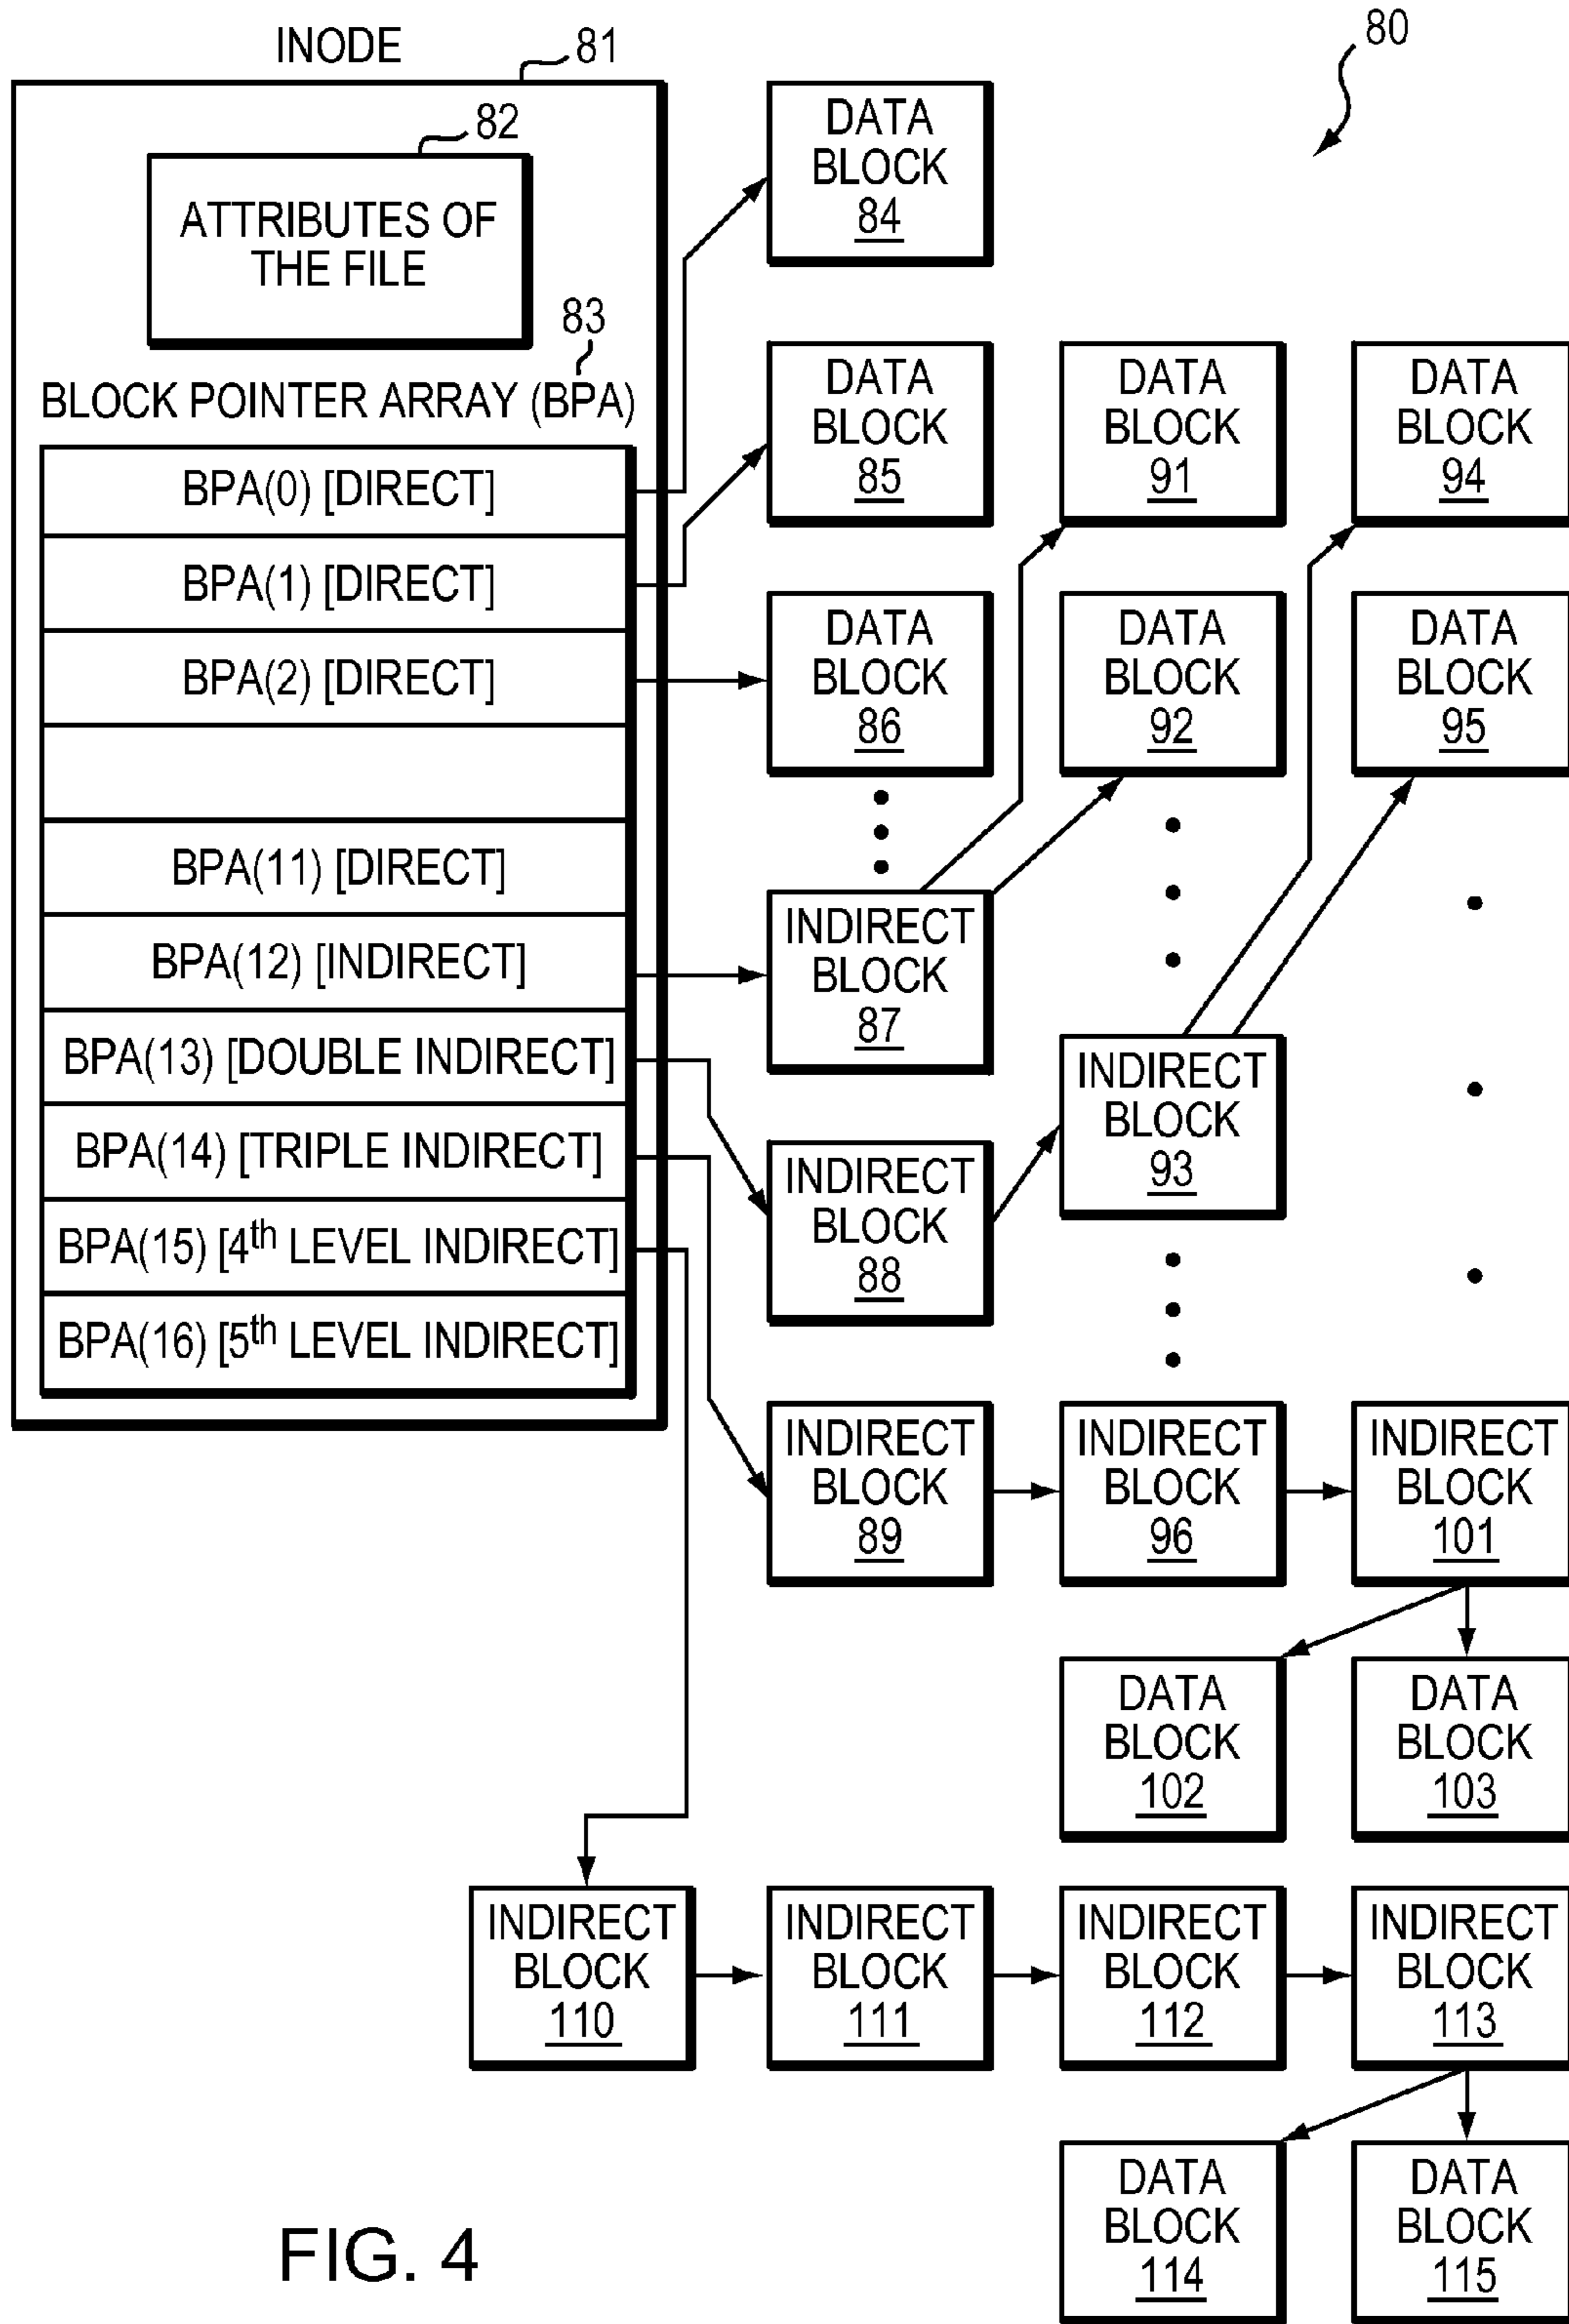 INODE
81
80
82
ATTRIBUTES OF
THE FILE
83
BLOCK POINTER ARRAY (BPA)
BPA(0) [DIRECT]
BPA(1) [DIRECT]
BPA(2) [DIRECT]
BPA(11) [DIRECT]
BPA(12) [INDIRECT]
BPA(13) [DOUBLE INDIRECT]
BPA(14) [TRIPLE INDIRECT]
BPA(15) [4th LEVEL INDIRECT]
BPA(16) [5th LEVEL INDIRECT]
DATA
BLOCK
84
DATA
BLOCK
85
DATA
BLOCK
91
DATA
BLOCK
94
DATA
BLOCK
86
DATA
BLOCK
92
DATA
BLOCK
95
INDIRECT
BLOCK
87
INDIRECT
BLOCK
93
INDIRECT
BLOCK
88
INDIRECT
BLOCK
89
INDIRECT
BLOCK
96
INDIRECT
BLOCK
101
DATA
BLOCK
102
DATA
BLOCK
103
INDIRECT
BLOCK
110
INDIRECT
BLOCK
111
INDIRECT
BLOCK
112
INDIRECT
BLOCK
113
DATA
BLOCK
114
DATA
BLOCK
115
FIG. 4